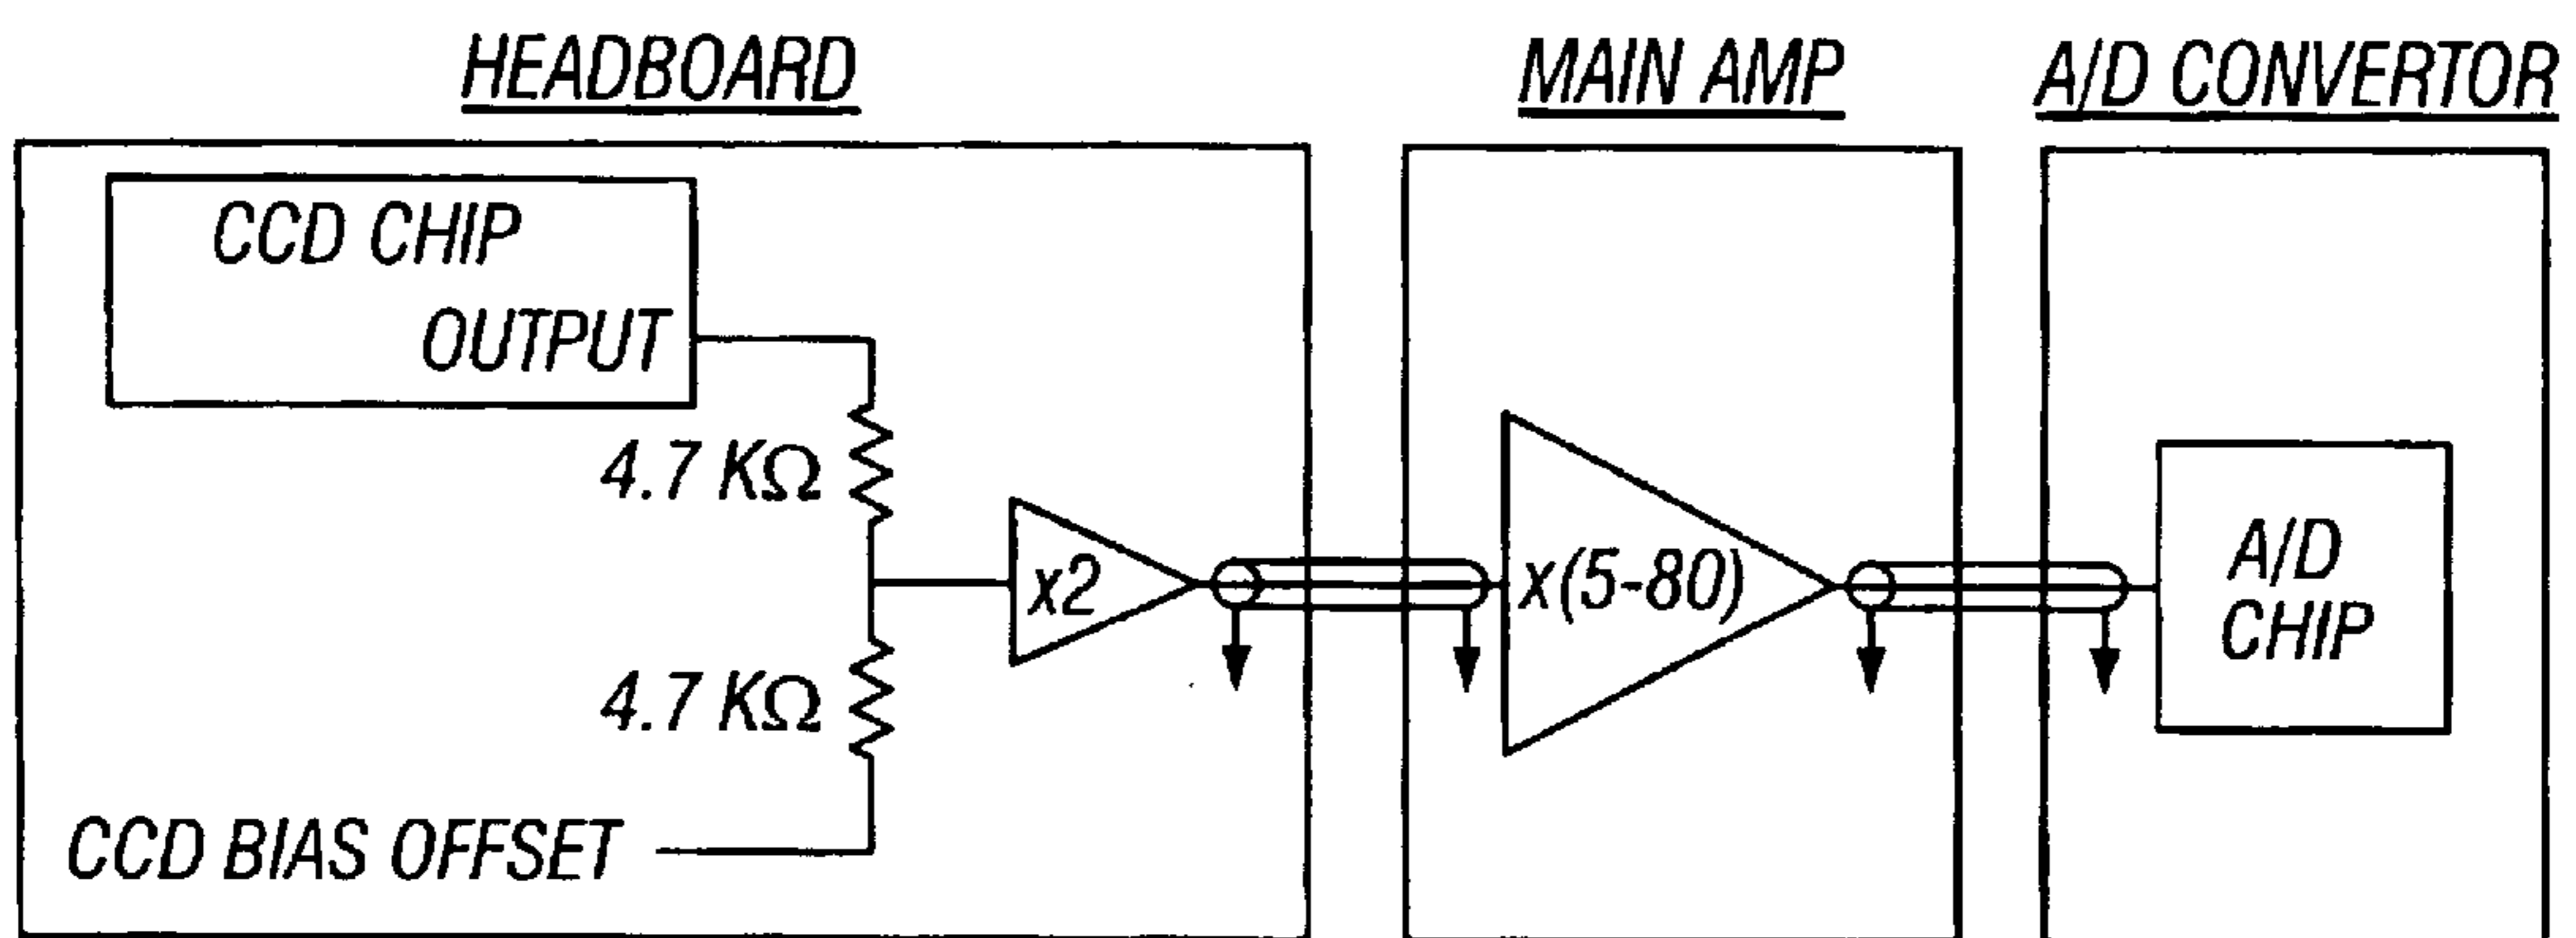 HEADBOARD
MAIN AMP
A/D CONVERTOR
CCD CHIP
OUTPUT
4.7 KΩ
x2
x(5-80)
A/D
CHIP
4.7 KΩ
CCD BIAS OFFSET